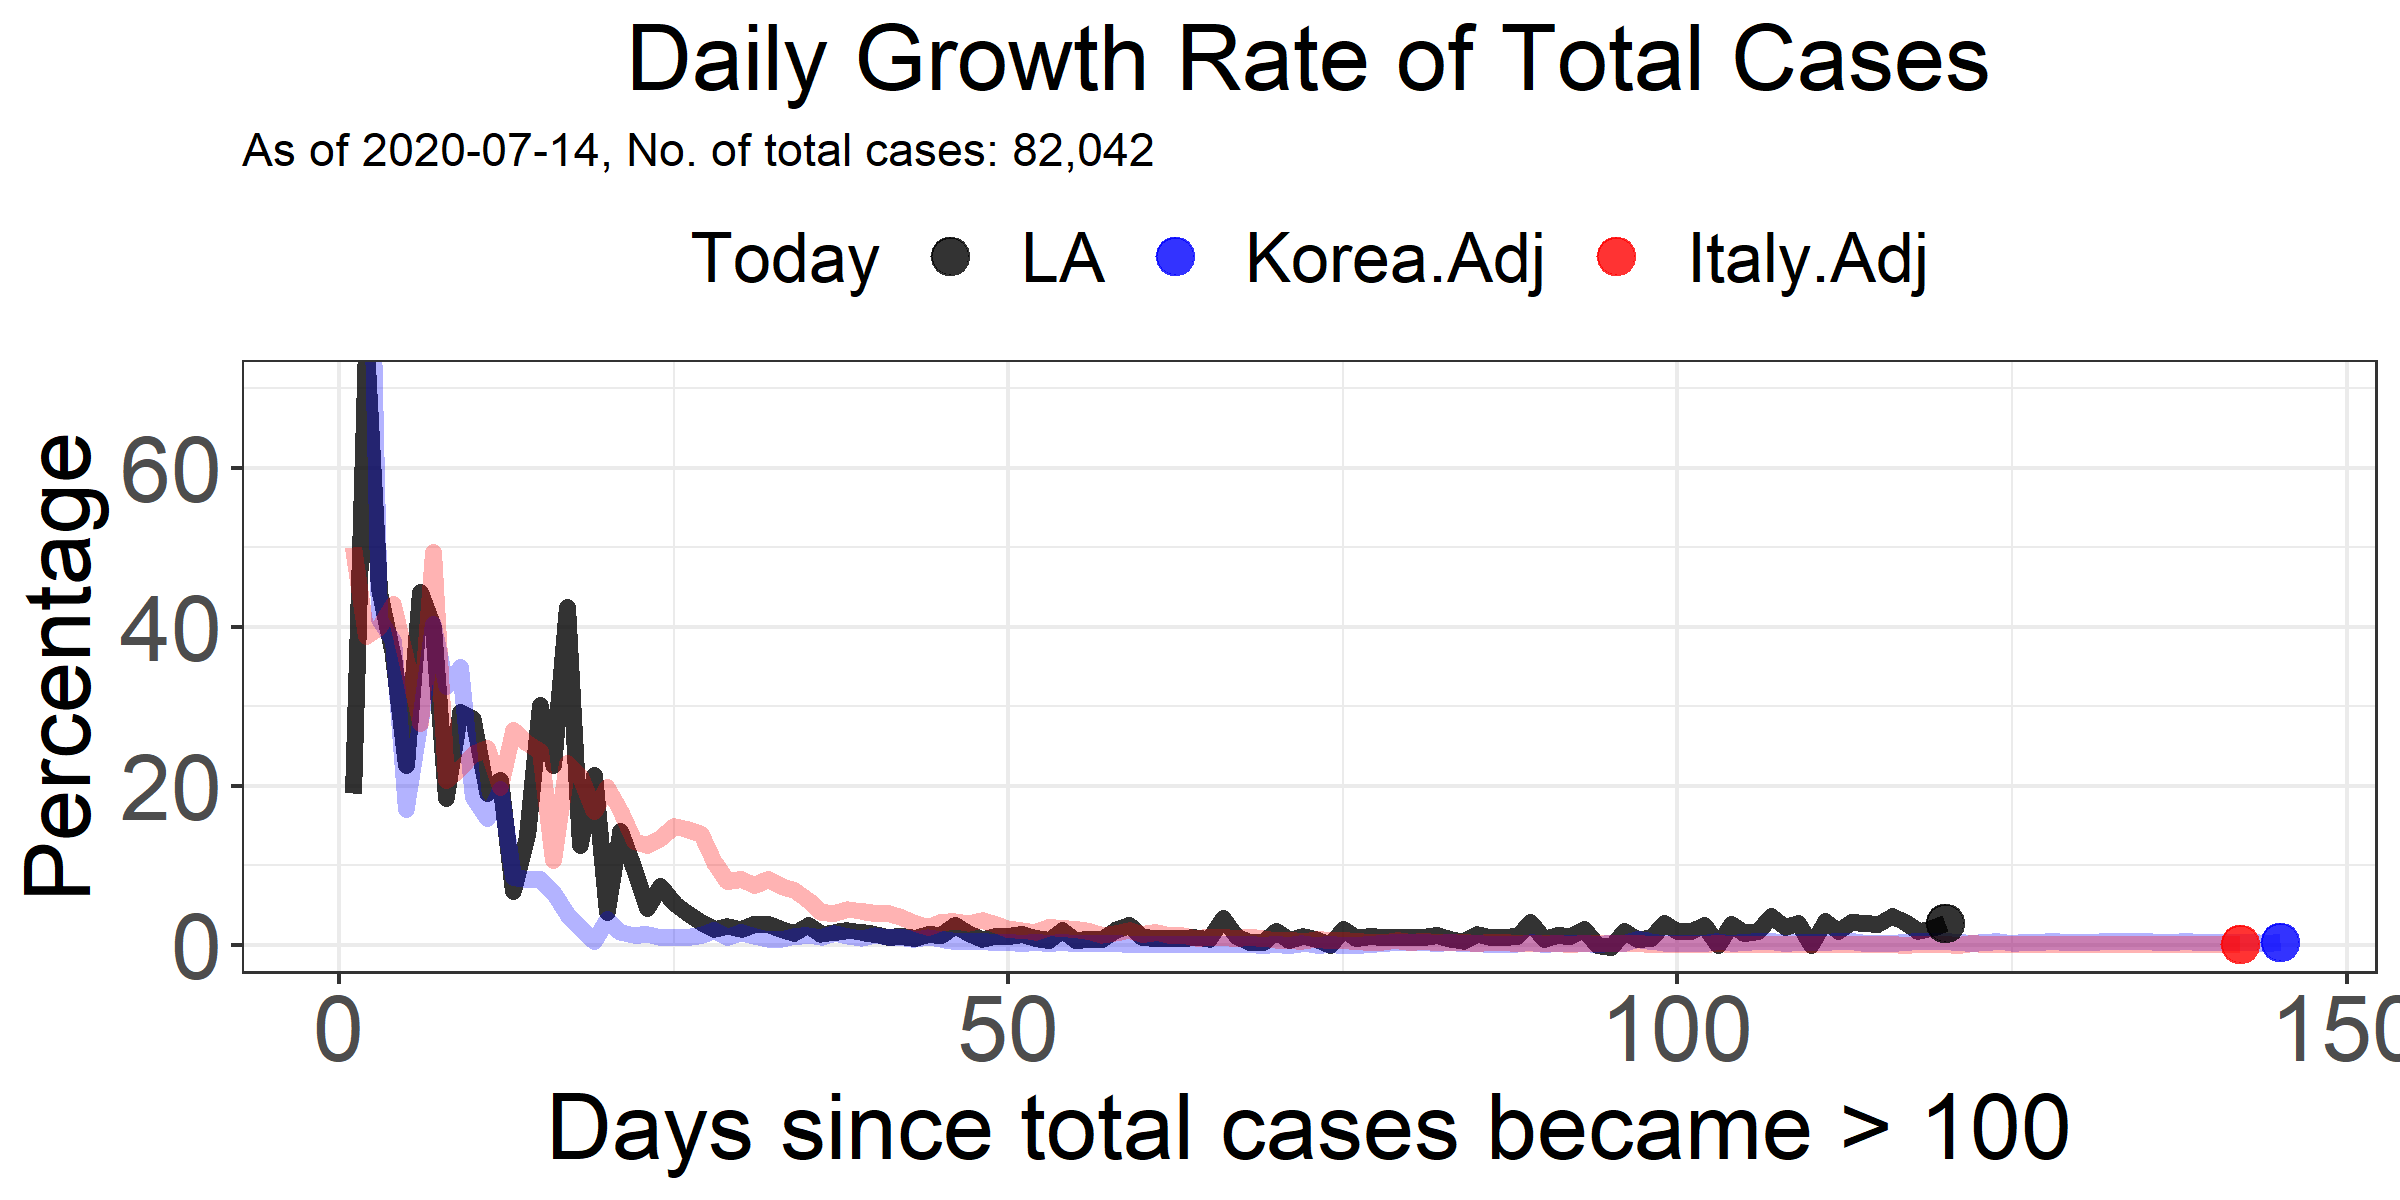 Daily Growth Rate of Total Cases
As of 2020-07-14, No. of total cases: 82,042
Today LA Korea.Adj Italy.Adj
Percentage
60
40
20
0
0 50 100 150
Days since total cases became > 100